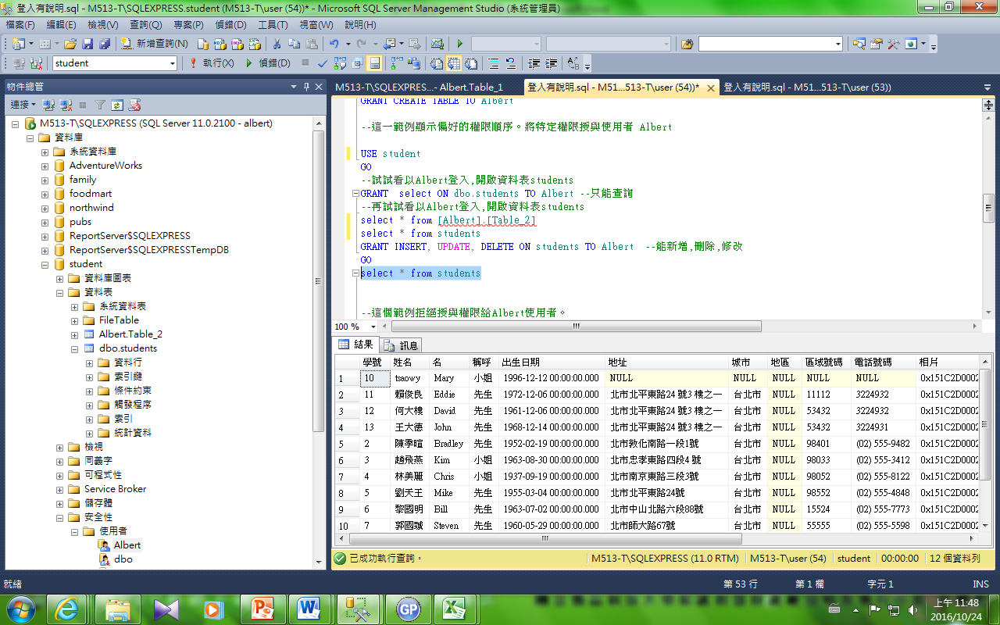 登入有說明.sql - M513-T\SQLEXPRESS.student (M513-T\user (54))* - Microsoft SQL Server Management Studio (系統管理員)
檔案(F) 編輯(E) 檢視(V) 查詢(Q) 專案(P) 偵錯(D) 工具(T) 視窗(W) 說明(H)
新增查詢(N)
student 執行(X) 偵錯(D)
物件總管
連接
M513-T\SQLEXPRESS (SQL Server 11.0.2100 - albert)
資料庫
系統資料庫
AdventureWorks
family
foodmart
northwind
pubs
ReportServer$SQLEXPRESS
ReportServer$SQLEXPRESSTempDB
student
資料庫圖表
資料表
系統資料表
FileTable
Albert.Table_2
dbo.students
資料行
索引鍵
條件約束
觸發程序
索引
統計資料
檢視
同義字
可程式性
Service Broker
儲存體
安全性
使用者
Albert
dbo
M513-T\SQLEXPRES...- Albert.Table_1 登入有說明.sql - M51...513-T\user (54))* 登入有說明.sql - M51...513-T\user (53))
GRANT CREATE TABLE TO Albert
--這一範例顯示偏好的權限順序。將特定權限授與使用者 Albert
USE student
GO
--試試看以Albert登入,開啟資料表students
GRANT  select ON dbo.students TO Albert --只能查詢
--再試試看以Albert登入,開啟資料表students
select * from [Albert].[Table_2]
select * from students
GRANT INSERT, UPDATE, DELETE ON students TO Albert  --能新增,刪除,修改
GO
select * from students
--這個範例拒絕授與權限給Albert使用者。
100 %
結果 訊息
學號 姓名 名 稱呼 出生日期 地址 城市 地區 區域號碼 電話號碼 相片
1 10 tsaowy Mary 小姐 1996-12-12 00:00:00.000 NULL NULL NULL NULL NULL 0x151C2D0002
2 11 賴俊良 Eddie 先生 1972-12-06 00:00:00.000 北市北平東路24 號3 樓之一 台北市 NULL 11112 3224932 0x151C2D0002
3 12 何大樓 David 先生 1961-12-06 00:00:00.000 北市北平東路24 號3 樓之一 台北市 NULL 53432 3224932 0x151C2D0002
4 13 王大德 John 先生 1968-12-14 00:00:00.000 北市北平東路24 號3 樓之一 台北市 NULL 53432 3224931 0x151C2D0002
5 2 陳季暄 Bradley 先生 1952-02-19 00:00:00.000 北市敦化南路一段1號 台北市 NULL 98401 (02) 555-9482 0x151C2D0002
6 3 趙飛燕 Kim 小姐 1963-08-30 00:00:00.000 北市忠孝東路四段4 號 台北市 NULL 98033 (02) 555-3412 0x151C2D0002
7 4 林美麗 Chris 小姐 1937-09-19 00:00:00.000 北市南京東路三段3號 台北市 NULL 98052 (02) 555-8122 0x151C2D0002
8 5 劉天王 Mike 先生 1955-03-04 00:00:00.000 北市北平東路24號 台北市 NULL 98552 (02) 555-4848 0x151C2D0002
9 6 黎國明 Bill 先生 1963-07-02 00:00:00.000 北市中山北路六段88號 台北市 NULL 15524 (02) 555-7773 0x151C2D0002
10 7 郭國臹 Steven 先生 1960-05-29 00:00:00.000 北市師大路67號 台北市 NULL 55555 (02) 555-5598 0x151C2D0002
已成功執行查詢。 M513-T\SQLEXPRESS (11.0 RTM) M513-T\user (54) student 00:00:00 12 個資料列
就緒 第 53 行 第 1 欄 字元 1 INS
上午 11:48
2016/10/24